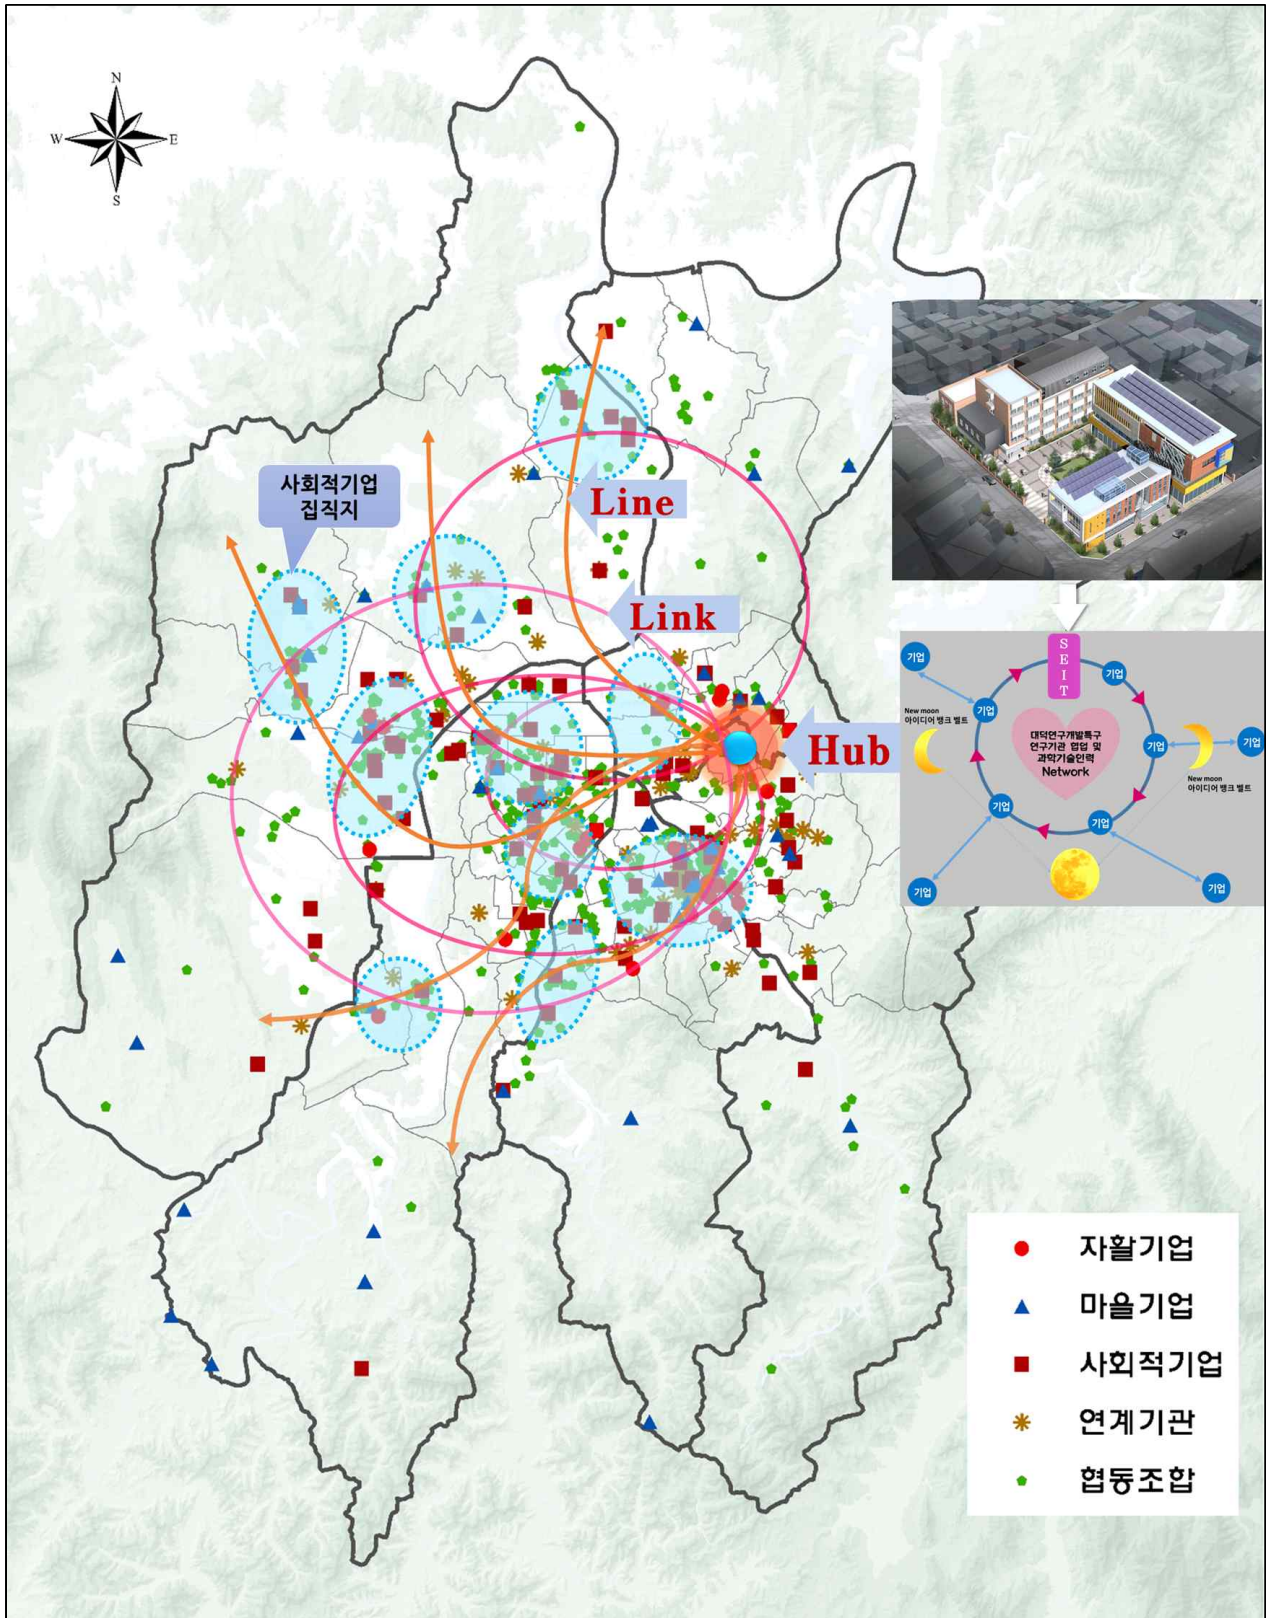 N
W
E
S
사회적기업
집직지
Line
Link
Hub
S
E
I
T
기업
기업
기업
기업
기업
기업
기업
기업
기업
New moon
아이디어 뱅크 벨트
대덕연구개발특구
연구기관 협업 및
과학기술인력
Network
New moon
아이디어 뱅크 벨트
자활기업
마을기업
사회적기업
연계기관
협동조합